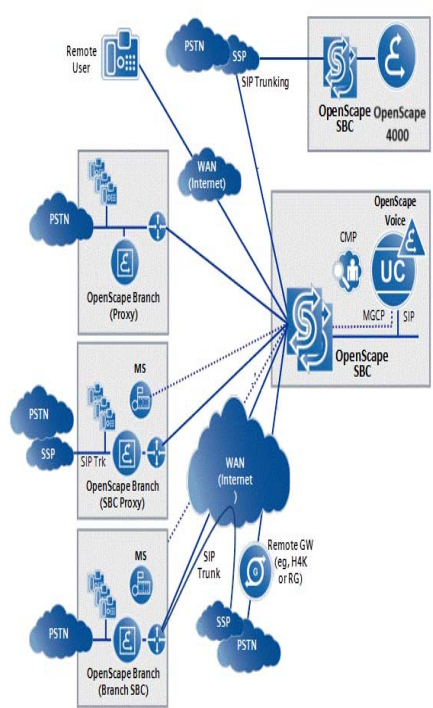 Remote
User
PSTN
SSP
SIP Trunking
OpenScape
SBC
OpenScape
4000
WAN
(Internet)
PSTN
OpenScape Branch
(Proxy)
OpenScape
Voice
CMP
UC
MGCP
SIP
OpenScape
SBC
MS
PSTN
SSP
SIP Trk
OpenScape Branch
(SBC Proxy)
WAN
(Internet
)
MS
SIP
Trunk
Remote GW
(eg, H4K
or RG)
G
PSTN
SSP
PSTN
OpenScape Branch
(Branch SBC)